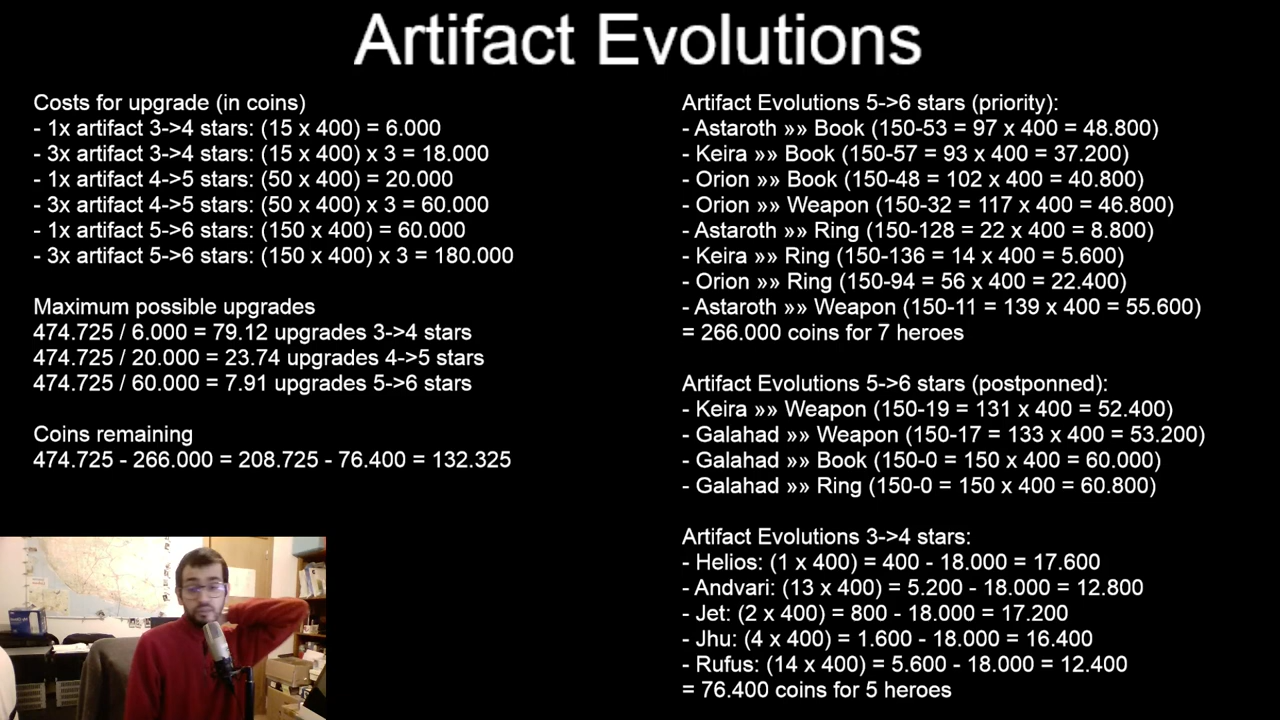 Artifact Evolutions
Costs for upgrade (in coins)
- 1x artifact 3->4 stars: (15 x 400) = 6.000
- 3x artifact 3->4 stars: (15 x 400) x 3 = 18.000
- 1x artifact 4->5 stars: (50 x 400) = 20.000
- 3x artifact 4->5 stars: (50 x 400) x 3 = 60.000
- 1x artifact 5->6 stars: (150 x 400) = 60.000
- 3x artifact 5->6 stars: (150 x 400) x 3 = 180.000
Maximum possible upgrades
474.725 / 6.000 = 79.12 upgrades 3->4 stars
474.725 / 20.000 = 23.74 upgrades 4->5 stars
474.725 / 60.000 = 7.91 upgrades 5->6 stars
Coins remaining
474.725 - 266.000 = 208.725 - 76.400 = 132.325
Artifact Evolutions 5->6 stars (priority):
- Astaroth »» Book (150-53 = 97 x 400 = 48.800)
- Keira »» Book (150-57 = 93 x 400 = 37.200)
- Orion »» Book (150-48 = 102 x 400 = 40.800)
- Orion »» Weapon (150-32 = 117 x 400 = 46.800)
- Astaroth »» Ring (150-128 = 22 x 400 = 8.800)
- Keira »» Ring (150-136 = 14 x 400 = 5.600)
- Orion »» Ring (150-94 = 56 x 400 = 22.400)
- Astaroth »» Weapon (150-11 = 139 x 400 = 55.600)
= 266.000 coins for 7 heroes
Artifact Evolutions 5->6 stars (postponned):
- Keira »» Weapon (150-19 = 131 x 400 = 52.400)
- Galahad »» Weapon (150-17 = 133 x 400 = 53.200)
- Galahad »» Book (150-0 = 150 x 400 = 60.000)
- Galahad »» Ring (150-0 = 150 x 400 = 60.800)
Artifact Evolutions 3->4 stars:
- Helios: (1 x 400) = 400 - 18.000 = 17.600
- Andvari: (13 x 400) = 5.200 - 18.000 = 12.800
- Jet: (2 x 400) = 800 - 18.000 = 17.200
- Jhu: (4 x 400) = 1.600 - 18.000 = 16.400
- Rufus: (14 x 400) = 5.600 - 18.000 = 12.400
= 76.400 coins for 5 heroes